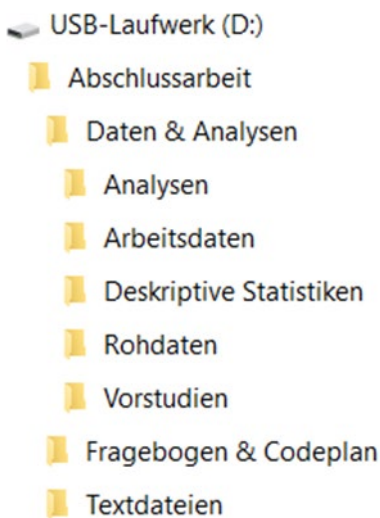 USB-Laufwerk (D:)
Abschlussarbeit
Daten & Analysen
Analysen
Arbeitsdaten
Deskriptive Statistiken
Rohdaten
Vorstudien
Fragebogen & Codeplan
Textdateien